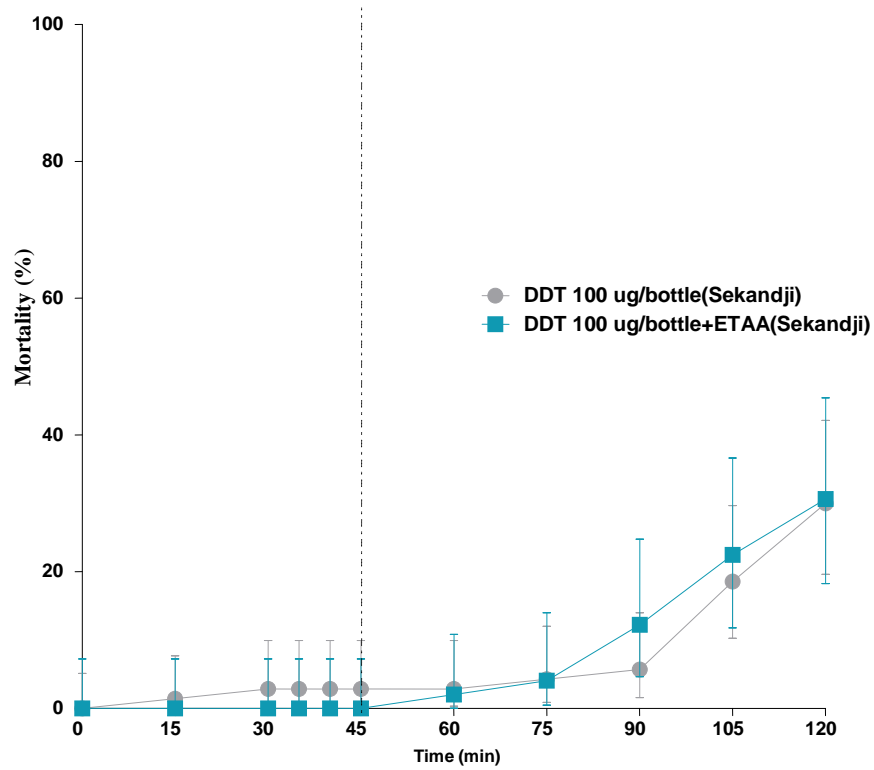 100
80
60
40
20
0
Mortality (%)
DDT 100 ug/bottle(Sekandji)
DDT 100 ug/bottle+ETAA(Sekandji)
0 15 30 45 60 75 90 105 120
Time (min)